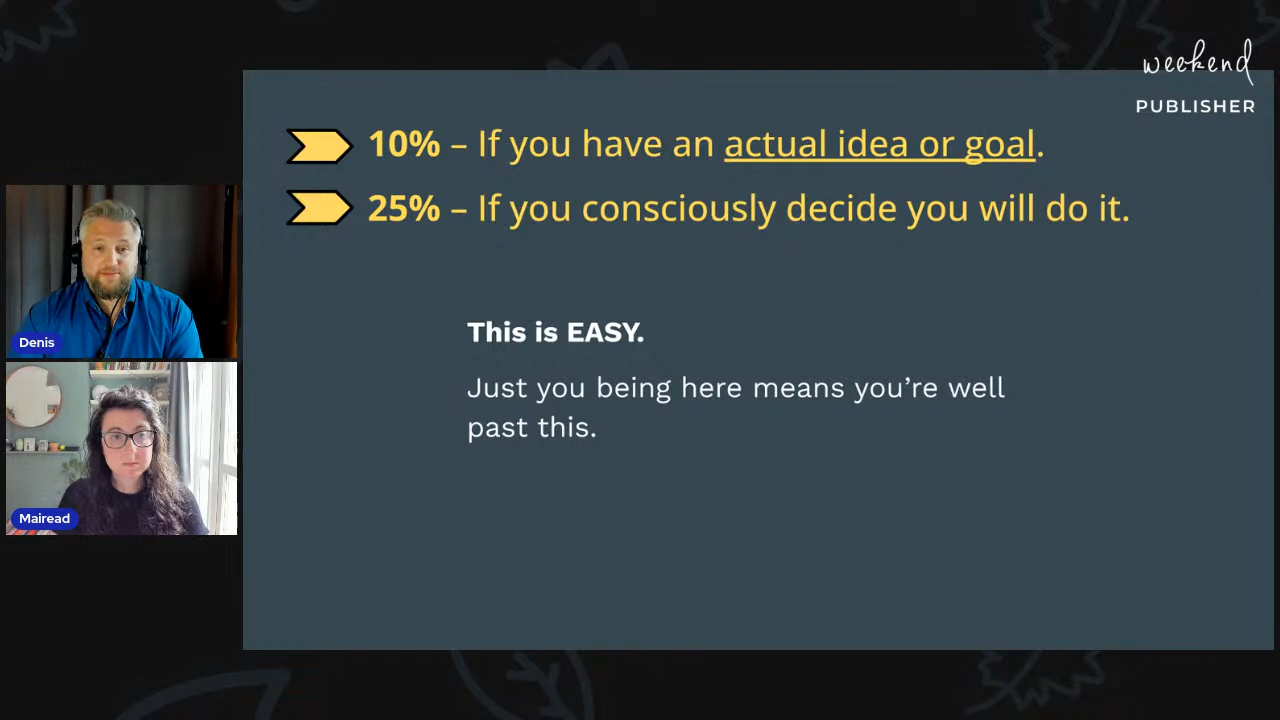 weekend
PUBLISHER
10% – If you have an actual idea or goal.
25% – If you consciously decide you will do it.
This is EASY.
Just you being here means you’re well
past this.
Denis
Mairead